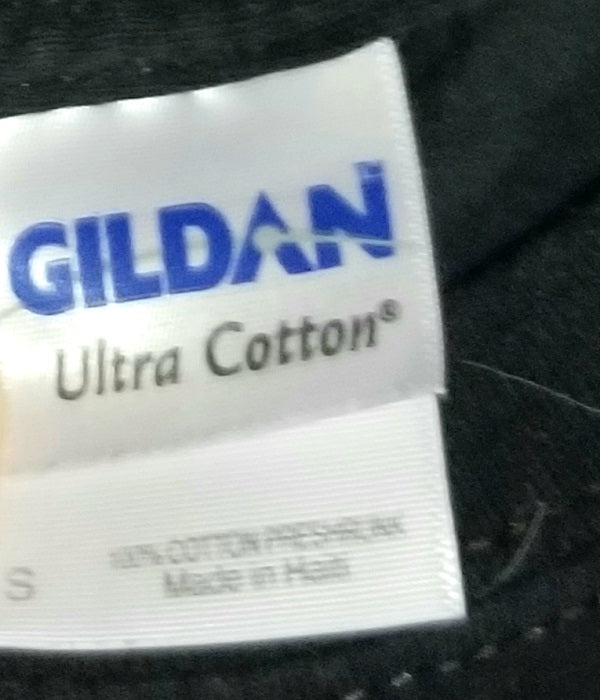 GILDAN
Ultra Cotton®
100% COTTON PRESHRUNK
S
Made in Haiti